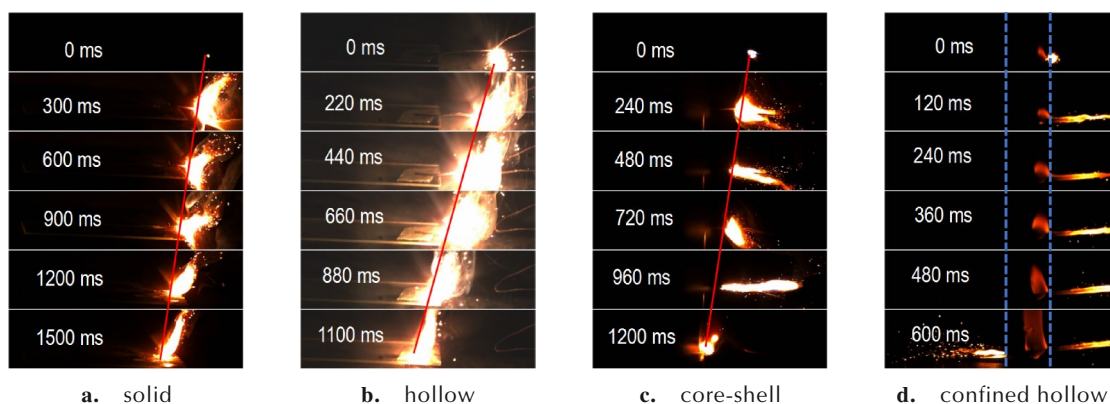 0 ms
300 ms
600 ms
900 ms
1200 ms
1500 ms
a. solid
0 ms
220 ms
440 ms
660 ms
880 ms
1100 ms
b. hollow
0 ms
240 ms
480 ms
720 ms
960 ms
1200 ms
c. core-shell
0 ms
120 ms
240 ms
360 ms
480 ms
600 ms
d. confined hollow